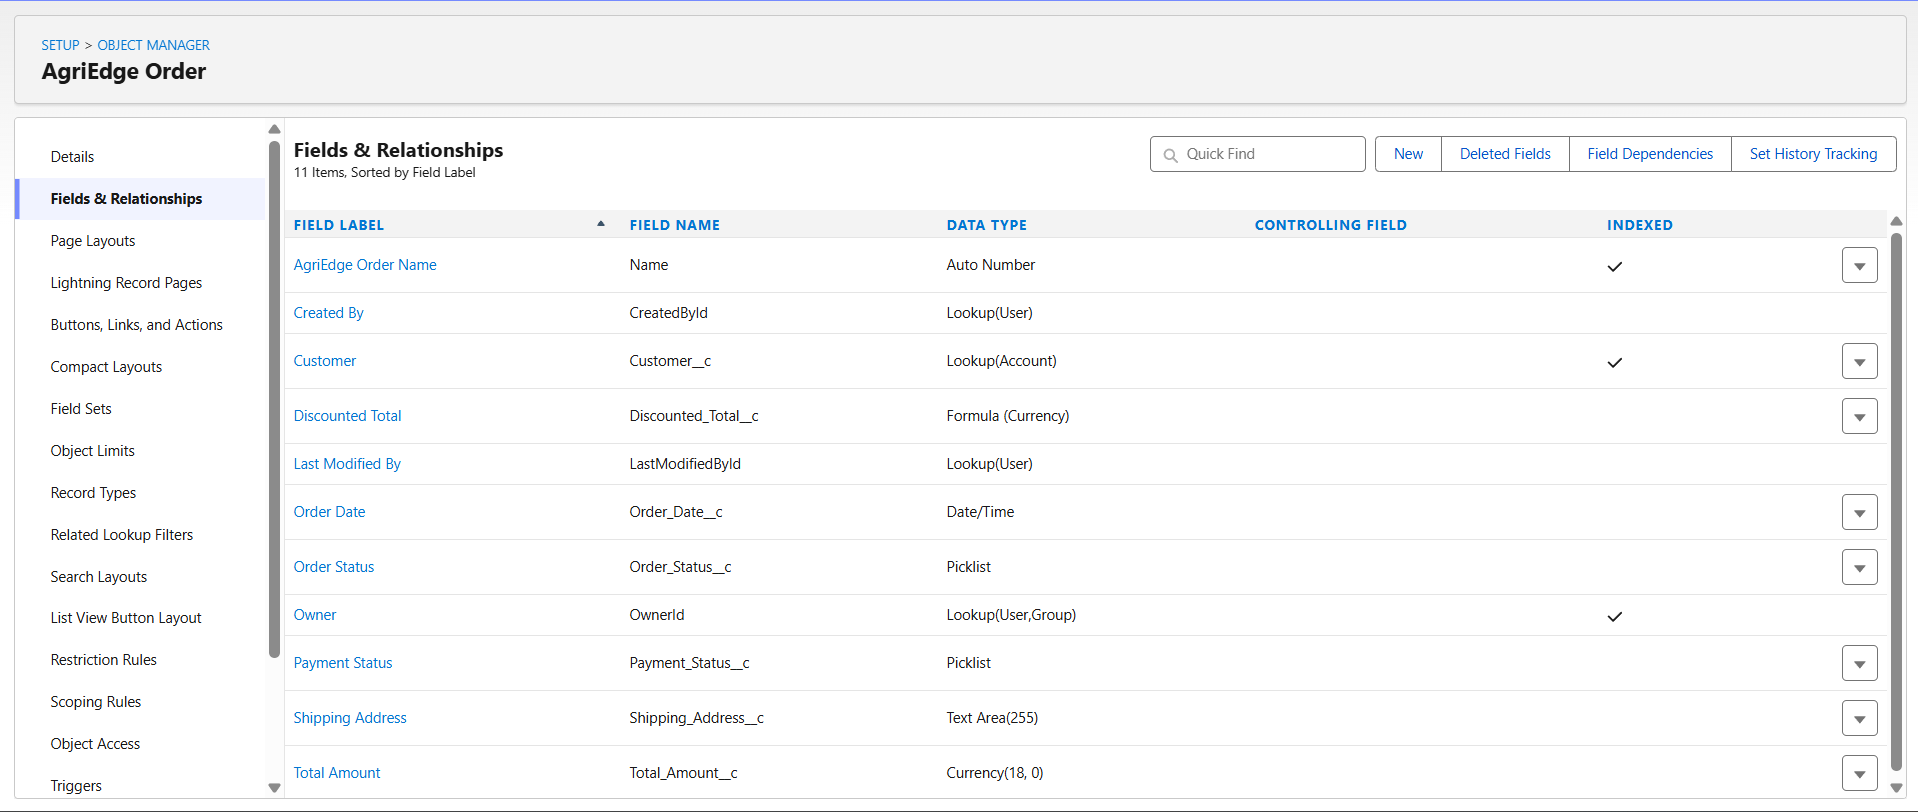 SETUP > OBJECT MANAGER
AgriEdge Order
Details
Fields & Relationships
Page Layouts
Lightning Record Pages
Buttons, Links, and Actions
Compact Layouts
Field Sets
Object Limits
Record Types
Related Lookup Filters
Search Layouts
List View Button Layout
Restriction Rules
Scoping Rules
Object Access
Triggers
Fields & Relationships
11 Items, Sorted by Field Label
Quick Find
New Deleted Fields Field Dependencies Set History Tracking
FIELD LABEL FIELD NAME DATA TYPE CONTROLLING FIELD INDEXED
AgriEdge Order Name Name Auto Number
Created By CreatedById Lookup(User)
Customer Customer__c Lookup(Account)
Discounted Total Discounted_Total__c Formula (Currency)
Last Modified By LastModifiedById Lookup(User)
Order Date Order_Date__c Date/Time
Order Status Order_Status__c Picklist
Owner OwnerId Lookup(User,Group)
Payment Status Payment_Status__c Picklist
Shipping Address Shipping_Address__c Text Area(255)
Total Amount Total_Amount__c Currency(18, 0)